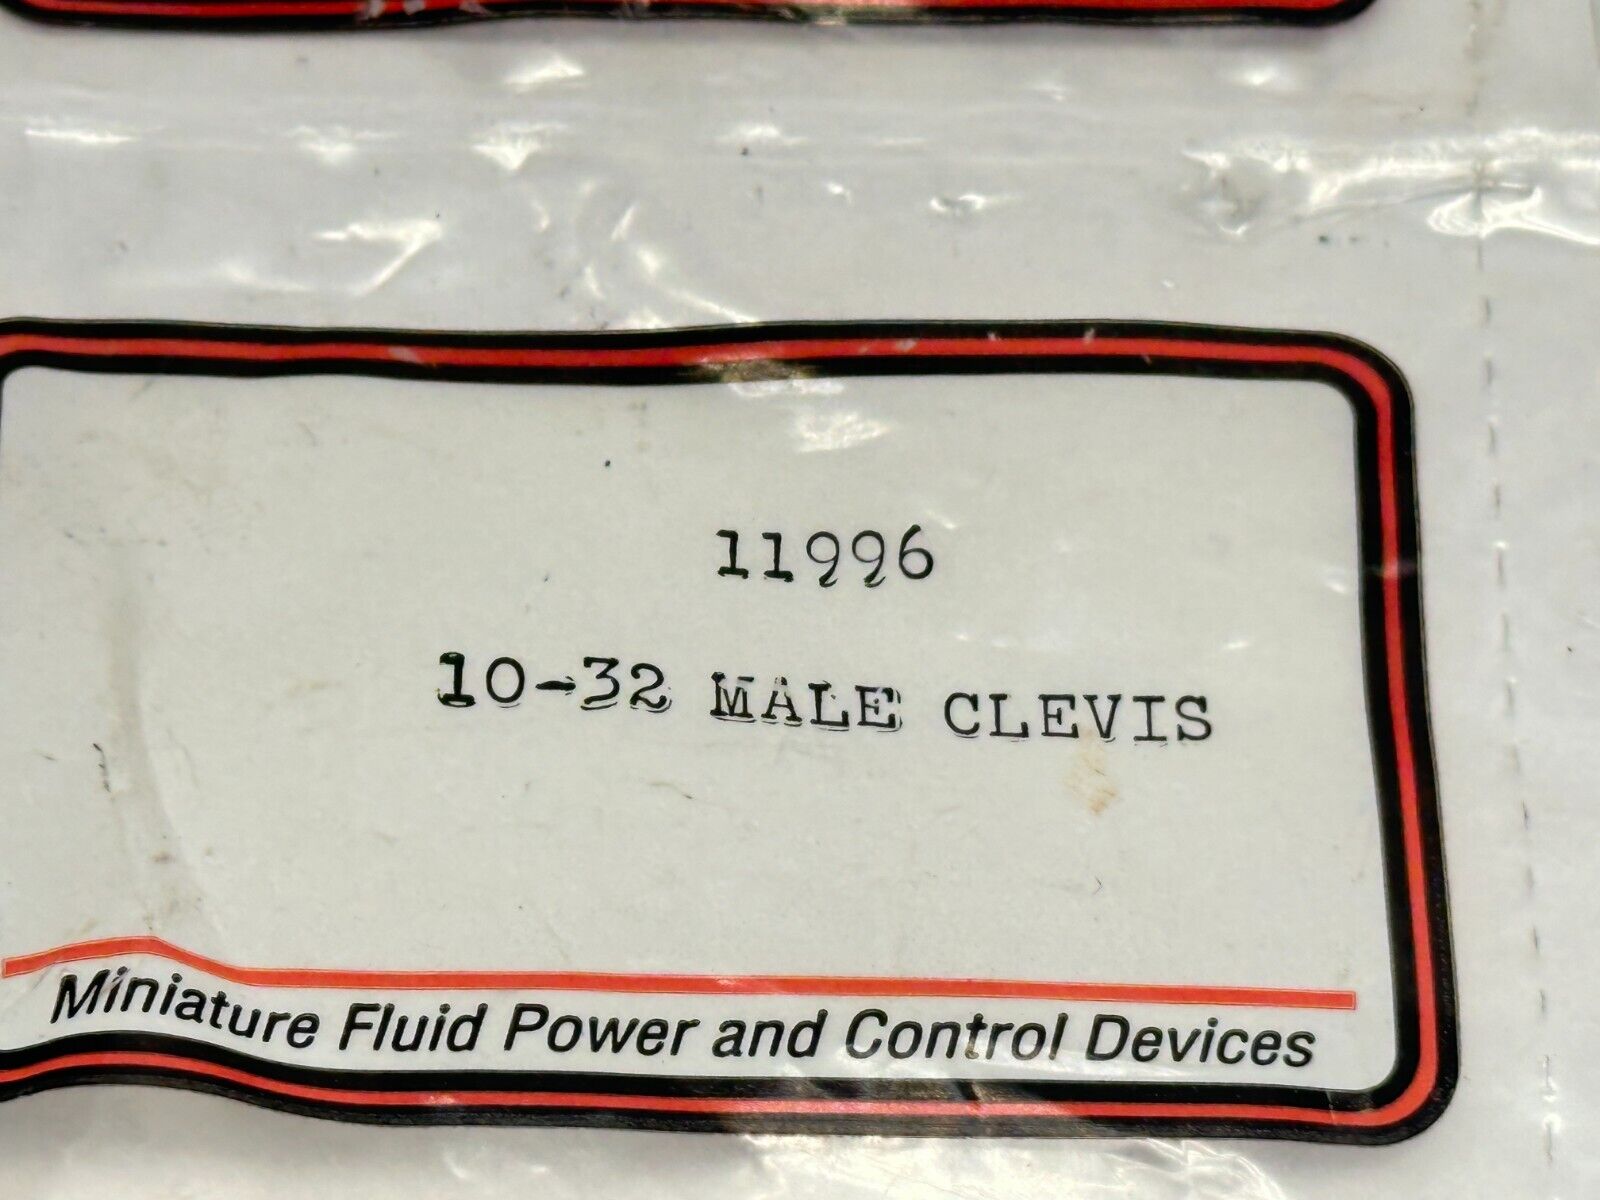 11996
10-32 MALE CLEVIS
Miniature Fluid Power and Control Devices